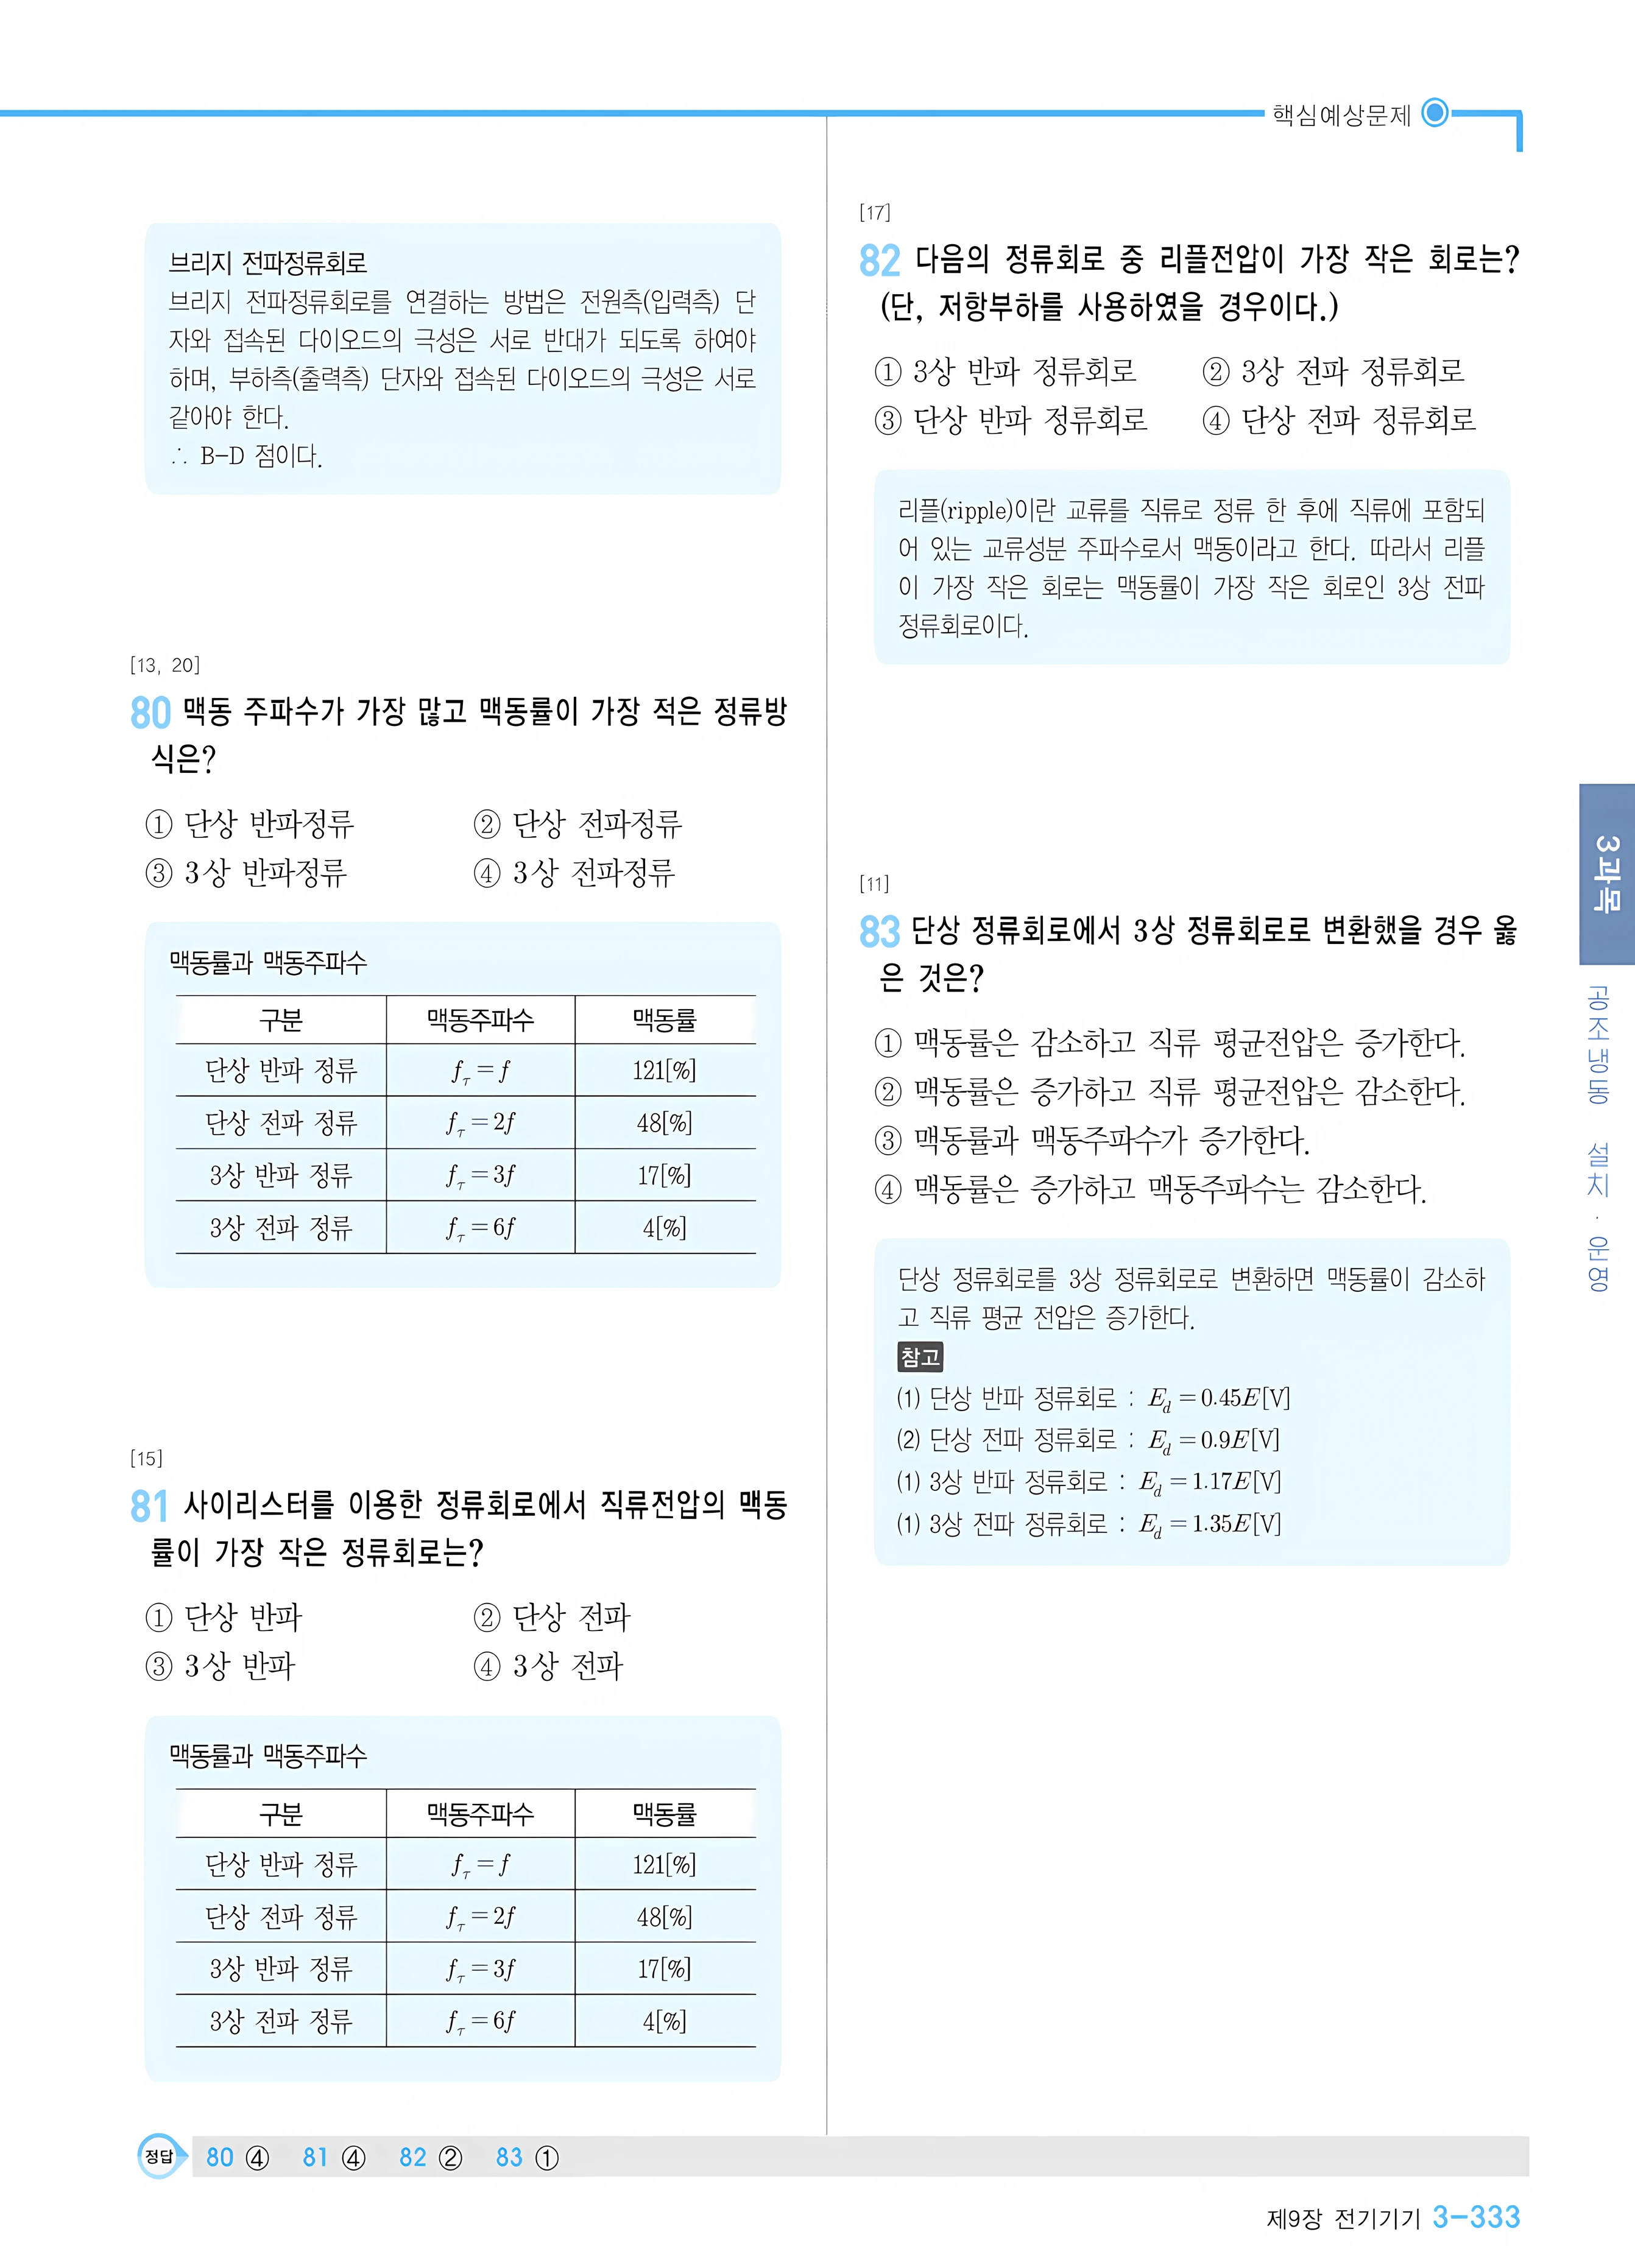 핵심예상문제
브리지 전파정류회로
브리지 전파정류회로를 연결하는 방법은 전원측(입력측) 단
자와 접속된 다이오드의 극성은 서로 반대가 되도록 하여야
하며, 부하측(출력측) 단자와 접속된 다이오드의 극성은 서로
같아야 한다.
∴ B-D 점이다.
[13, 20]
80 맥동 주파수가 가장 많고 맥동률이 가장 적은 정류방
식은?
① 단상 반파정류 ② 단상 전파정류
③ 3상 반파정류 ④ 3상 전파정류
맥동률과 맥동주파수
구분 맥동주파수 맥동률
단상 반파 정류 fτ = f 121[%]
단상 전파 정류 fτ = 2f 48[%]
3상 반파 정류 fτ = 3f 17[%]
3상 전파 정류 fτ = 6f 4[%]
[15]
81 사이리스터를 이용한 정류회로에서 직류전압의 맥동
률이 가장 작은 정류회로는?
① 단상 반파 ② 단상 전파
③ 3상 반파 ④ 3상 전파
맥동률과 맥동주파수
구분 맥동주파수 맥동률
단상 반파 정류 fτ = f 121[%]
단상 전파 정류 fτ = 2f 48[%]
3상 반파 정류 fτ = 3f 17[%]
3상 전파 정류 fτ = 6f 4[%]
[17]
82 다음의 정류회로 중 리플전압이 가장 작은 회로는?
(단, 저항부하를 사용하였을 경우이다.)
① 3상 반파 정류회로 ② 3상 전파 정류회로
③ 단상 반파 정류회로 ④ 단상 전파 정류회로
리플(ripple)이란 교류를 직류로 정류 한 후에 직류에 포함되
어 있는 교류성분 주파수로서 맥동이라고 한다. 따라서 리플
이 가장 작은 회로는 맥동률이 가장 작은 회로인 3상 전파
정류회로이다.
[11]
83 단상 정류회로에서 3상 정류회로로 변환했을 경우 옳
은 것은?
① 맥동률은 감소하고 직류 평균전압은 증가한다.
② 맥동률은 증가하고 직류 평균전압은 감소한다.
③ 맥동률과 맥동주파수가 증가한다.
④ 맥동률은 증가하고 맥동주파수는 감소한다.
단상 정류회로를 3상 정류회로로 변환하면 맥동률이 감소하
고 직류 평균 전압은 증가한다.
참고
(1) 단상 반파 정류회로 : Ed = 0.45E[V]
(2) 단상 전파 정류회로 : Ed = 0.9E[V]
(1) 3상 반파 정류회로 : Ed = 1.17E[V]
(1) 3상 전파 정류회로 : Ed = 1.35E[V]
3과목
공조냉동 설치·운영
정답 80 ④ 81 ④ 82 ② 83 ①
제9장 전기기기 3-333